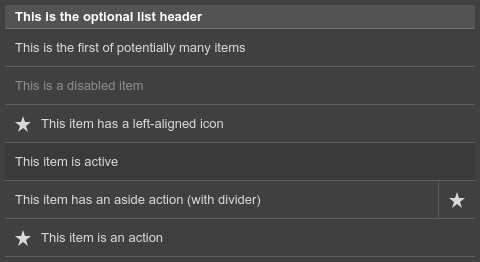 This is the optional list header
This is the first of potentially many items
This is a disabled item
This item has a left-aligned icon
This item is active
This item has an aside action (with divider)
This item is an action